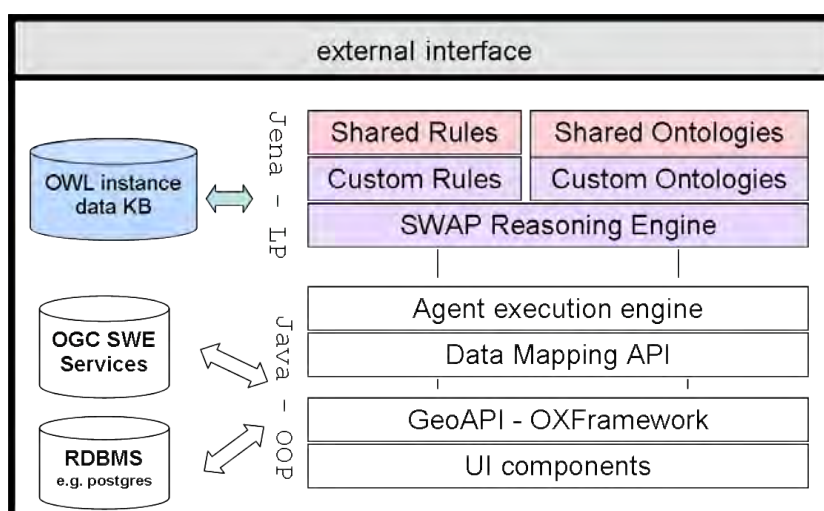 external interface
OWL instance
data KB
Jena - LP
Shared Rules
Shared Ontologies
Custom Rules
Custom Ontologies
SWAP Reasoning Engine
OGC SWE
Services
RDBMS
e.g. postgres
Java - OOP
Agent execution engine
Data Mapping API
GeoAPI - OXFramework
UI components